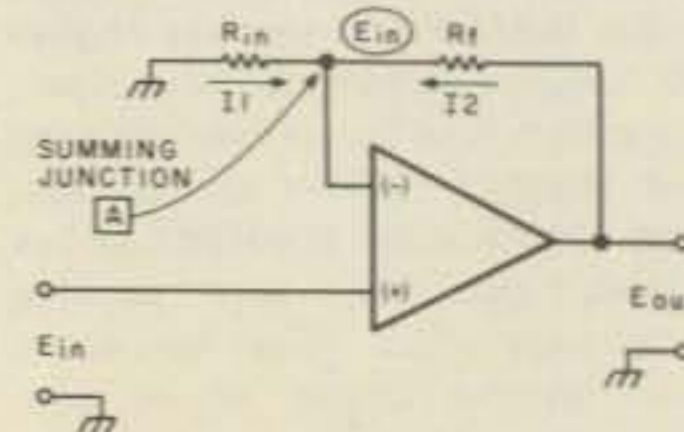 Rin
Ein
Rf
I1
I2
SUMMING
JUNCTION
A
(-)
(+)
Ein
Eou